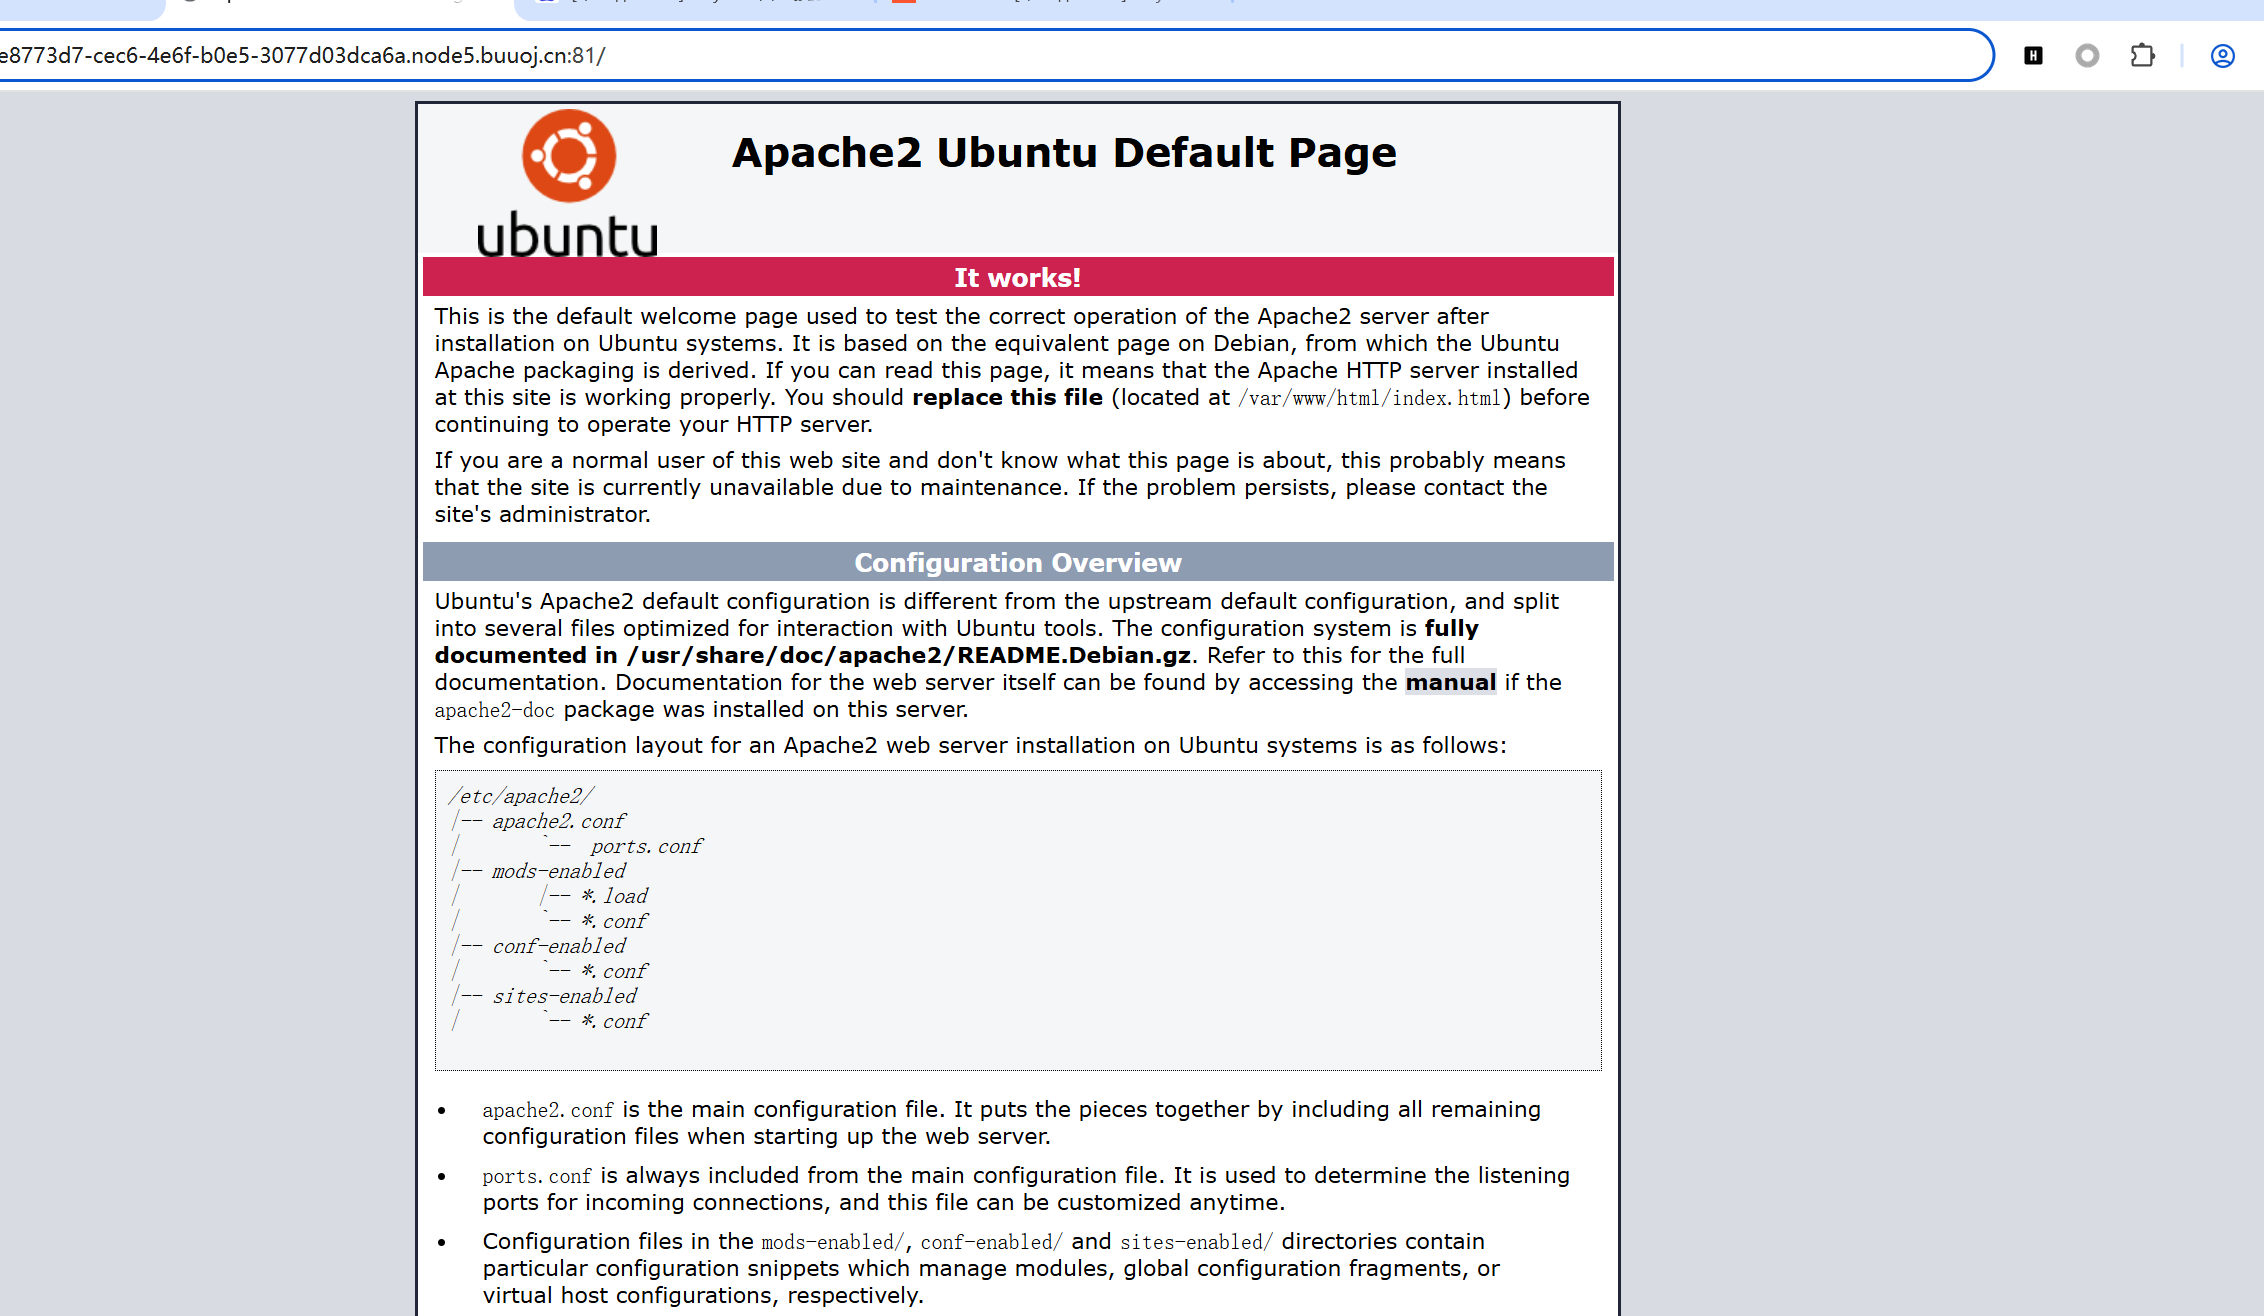 e8773d7-cec6-4e6f-b0e5-3077d03dca6a.node5.buuoj.cn:81/
ubuntu
Apache2 Ubuntu Default Page
It works!
This is the default welcome page used to test the correct operation of the Apache2 server after
installation on Ubuntu systems. It is based on the equivalent page on Debian, from which the Ubuntu
Apache packaging is derived. If you can read this page, it means that the Apache HTTP server installed
at this site is working properly. You should replace this file (located at /var/www/html/index.html) before
continuing to operate your HTTP server.
If you are a normal user of this web site and don't know what this page is about, this probably means
that the site is currently unavailable due to maintenance. If the problem persists, please contact the
site's administrator.
Configuration Overview
Ubuntu's Apache2 default configuration is different from the upstream default configuration, and split
into several files optimized for interaction with Ubuntu tools. The configuration system is fully
documented in /usr/share/doc/apache2/README.Debian.gz. Refer to this for the full
documentation. Documentation for the web server itself can be found by accessing the manual if the
apache2-doc package was installed on this server.
The configuration layout for an Apache2 web server installation on Ubuntu systems is as follows:
/etc/apache2/
|-- apache2.conf
|       `--  ports.conf
|-- mods-enabled
|       |-- *.load
|       `-- *.conf
|-- conf-enabled
|       `-- *.conf
|-- sites-enabled
|       `-- *.conf
• apache2.conf is the main configuration file. It puts the pieces together by including all remaining
configuration files when starting up the web server.
• ports.conf is always included from the main configuration file. It is used to determine the listening
ports for incoming connections, and this file can be customized anytime.
• Configuration files in the mods-enabled/, conf-enabled/ and sites-enabled/ directories contain
particular configuration snippets which manage modules, global configuration fragments, or
virtual host configurations, respectively.